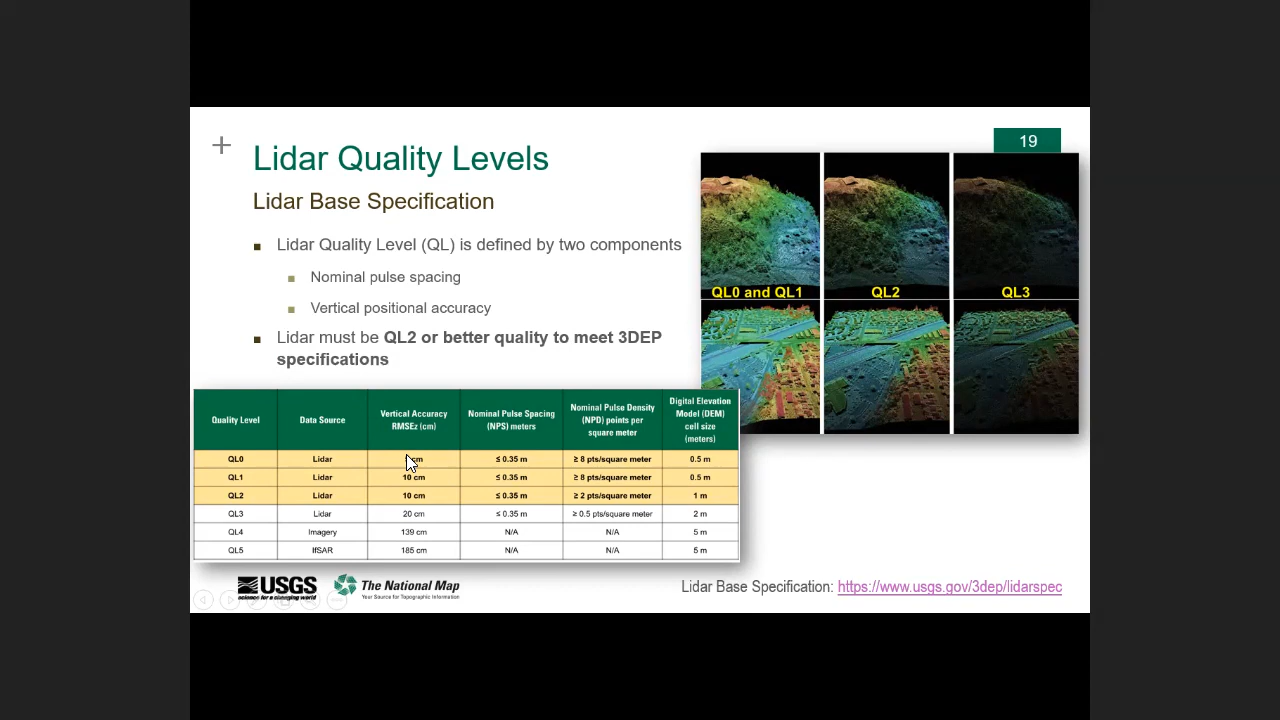 19
Lidar Quality Levels
Lidar Base Specification
Lidar Quality Level (QL) is defined by two components
Nominal pulse spacing
Vertical positional accuracy
Lidar must be QL2 or better quality to meet 3DEP
specifications
QL0 and QL1 QL2 QL3
Quality Level Data Source Vertical Accuracy RMSEz (cm) Nominal Pulse Spacing (NPS) meters Nominal Pulse Density (NPD) points per square meter Digital Elevation Model (DEM) cell size (meters)
QL0 Lidar cm ≤ 0.35 m ≥ 8 pts/square meter 0.5 m
QL1 Lidar 10 cm ≤ 0.35 m ≥ 8 pts/square meter 0.5 m
QL2 Lidar 10 cm ≤ 0.35 m ≥ 2 pts/square meter 1 m
QL3 Lidar 20 cm ≤ 0.35 m ≥ 0.5 pts/square meter 2 m
QL4 Imagery 139 cm N/A N/A 5 m
QL5 IfSAR 185 cm N/A N/A 5 m
USGS
science for a changing world
The National Map
Your Source for Topographic Information
Lidar Base Specification: https://www.usgs.gov/3dep/lidarspec